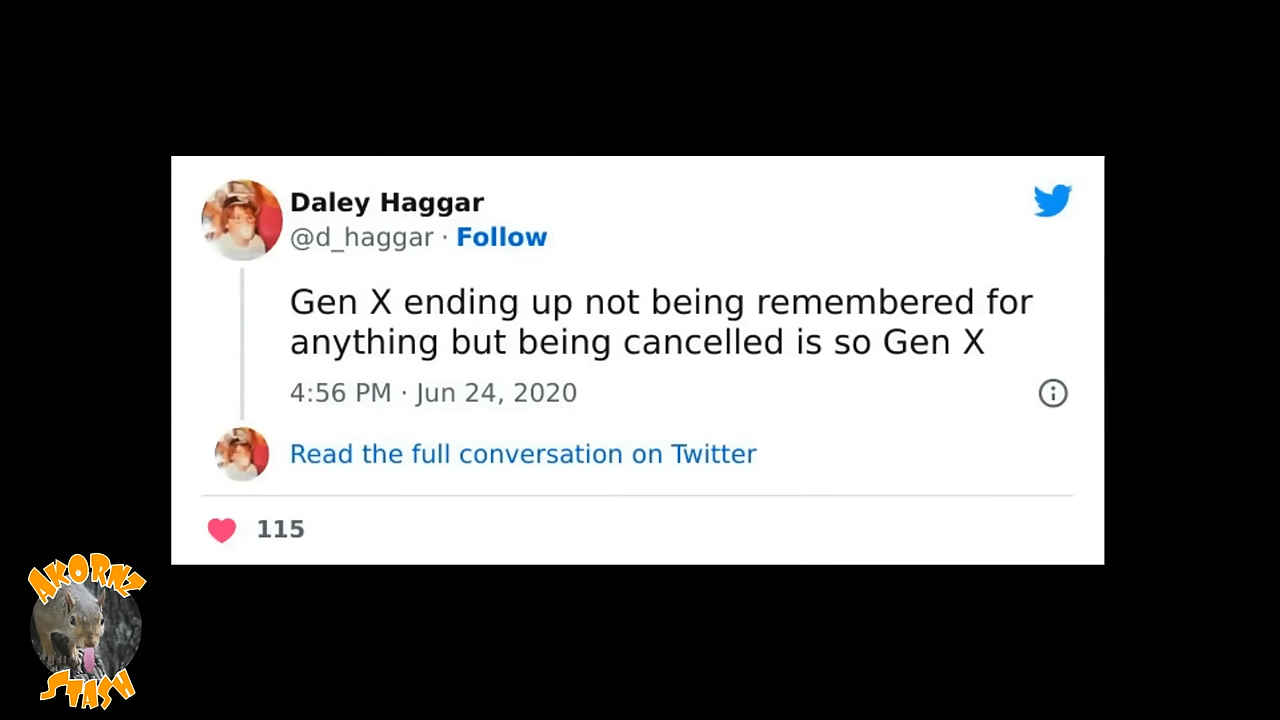 Daley Haggar
@d_haggar · Follow
Gen X ending up not being remembered for
anything but being cancelled is so Gen X
4:56 PM · Jun 24, 2020
Read the full conversation on Twitter
115
AKORNZ
STASH